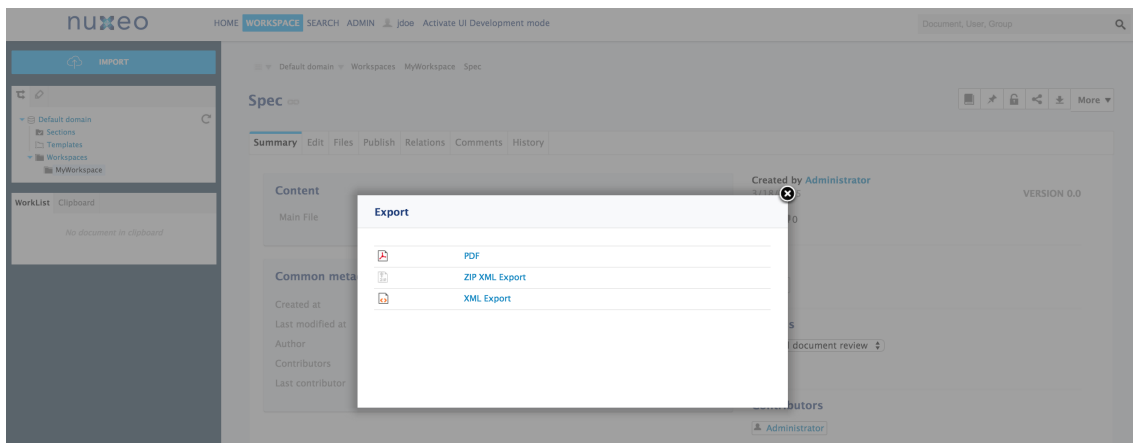 nuxeo
HOME WORKSPACE SEARCH ADMIN jdoe Activate UI Development mode
Document, User, Group
IMPORT
Default domain Workspaces MyWorkspace Spec
Spec
More
Default domain
Sections
Templates
Workspaces
MyWorkspace
Summary Edit Files Publish Relations Comments History
WorkList Clipboard
No document in clipboard
Content
Main File
Created by Administrator
VERSION 0.0
Export
PDF
ZIP XML Export
XML Export
Common meta
Created at
Last modified at
Author
Contributors
Last contributor
document review
Administrator